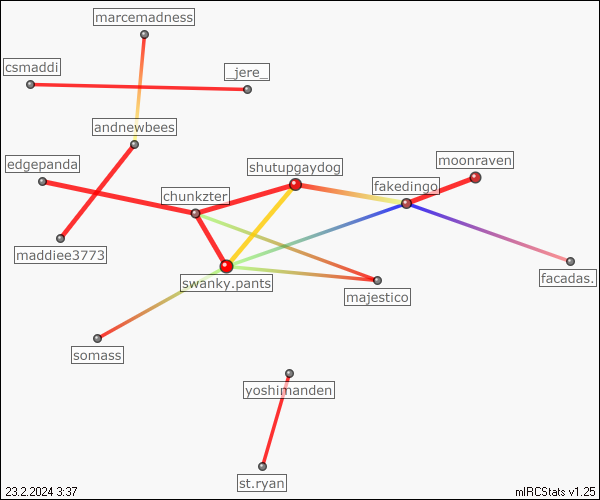 marcemadness
csmaddi
_jere_
andnewbees
edgepanda
shutupgaydog
moonraven
fakedingo
chunkzter
maddiee3773
swanky.pants
facadas.
majestico
somass
yoshimanden
st.ryan
23.2.2024 3:37
mIRCStats v1.25